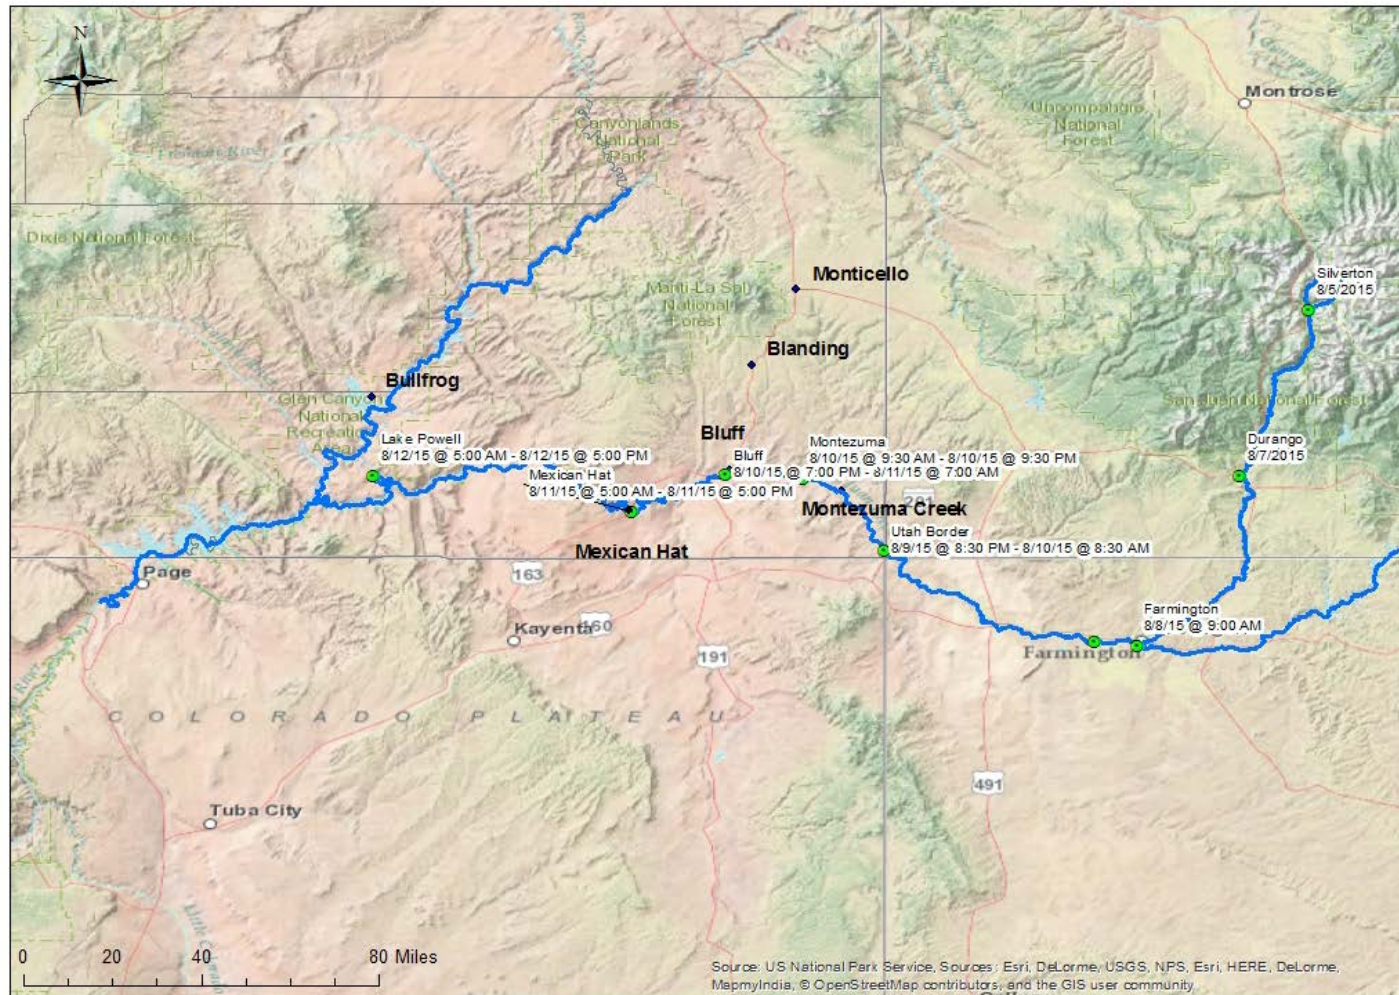 N
Montrose
Uncompahgre
National
Forest
Canyonlands
National
Park
Fremont River
Dixie National Forest
Silverton
8/5/2015
Monticello
Manti-La Sal
National
Forest
Blanding
Bullfrog
Glen Canyon
National
Recreation
Area
San Juan National Forest
Bluff
Lake Powell
8/12/15 @ 5:00 AM - 8/12/15 @ 5:00 PM
Bluff
8/10/15 @ 7:00 PM - 8/11/15 @ 7:00 AM
Montezuma
8/10/15 @ 9:30 AM - 8/10/15 @ 9:30 PM
Durango
8/7/2015
Mexican Hat
8/11/15 @ 5:00 AM - 8/11/15 @ 5:00 PM
Montezuma Creek
Utah Border
8/9/15 @ 8:30 PM - 8/10/15 @ 8:30 AM
Mexican Hat
Page
163
Farmington
8/8/15 @ 9:00 AM
Kayenta
160
191
Farmington
COLORADO PLATEAU
491
Tuba City
0 20 40 80 Miles
Source: US National Park Service, Sources: Esri, DeLorme, USGS, NPS, Esri, HERE, DeLorme,
MapmyIndia, © OpenStreetMap contributors, and the GIS user community